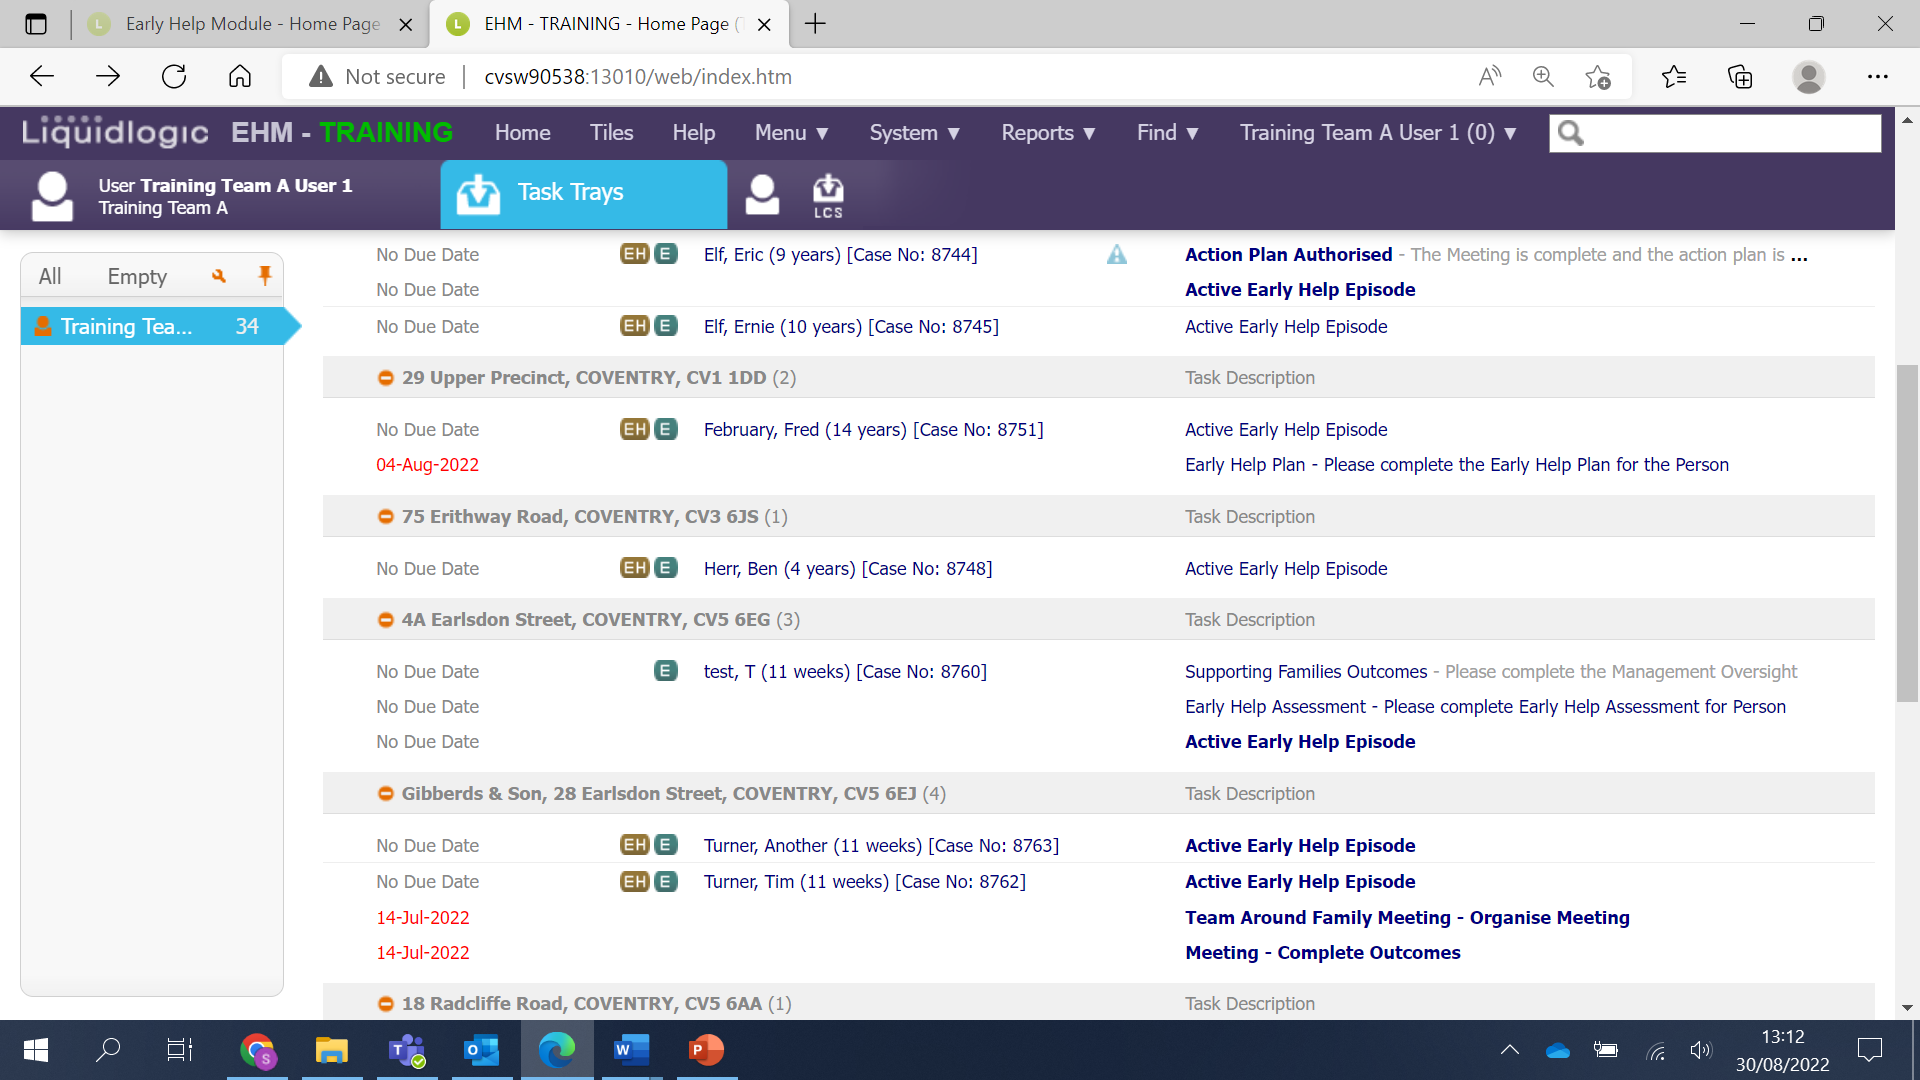 Early Help Module - Home Page
EHM - TRAINING - Home Page (
Not secure
cvsw90538:13010/web/index.htm
Liquidlogic EHM - TRAINING Home Tiles Help Menu ▼ System ▼ Reports ▼ Find ▼ Training Team A User 1 (0) ▼
User Training Team A User 1
Training Team A
Task Trays
LCS
All Empty
Training Tea... 34
No Due Date EH E Elf, Eric (9 years) [Case No: 8744] Action Plan Authorised - The Meeting is complete and the action plan is ...
No Due Date Active Early Help Episode
No Due Date EH E Elf, Ernie (10 years) [Case No: 8745] Active Early Help Episode
29 Upper Precinct, COVENTRY, CV1 1DD (2) Task Description
No Due Date EH E February, Fred (14 years) [Case No: 8751] Active Early Help Episode
04-Aug-2022 Early Help Plan - Please complete the Early Help Plan for the Person
75 Erithway Road, COVENTRY, CV3 6JS (1) Task Description
No Due Date EH E Herr, Ben (4 years) [Case No: 8748] Active Early Help Episode
4A Earlsdon Street, COVENTRY, CV5 6EG (3) Task Description
No Due Date E test, T (11 weeks) [Case No: 8760] Supporting Families Outcomes - Please complete the Management Oversight
No Due Date Early Help Assessment - Please complete Early Help Assessment for Person
No Due Date Active Early Help Episode
Gibberds & Son, 28 Earlsdon Street, COVENTRY, CV5 6EJ (4) Task Description
No Due Date EH E Turner, Another (11 weeks) [Case No: 8763] Active Early Help Episode
No Due Date EH E Turner, Tim (11 weeks) [Case No: 8762] Active Early Help Episode
14-Jul-2022 Team Around Family Meeting - Organise Meeting
14-Jul-2022 Meeting - Complete Outcomes
18 Radcliffe Road, COVENTRY, CV5 6AA (1) Task Description
13:12
30/08/2022